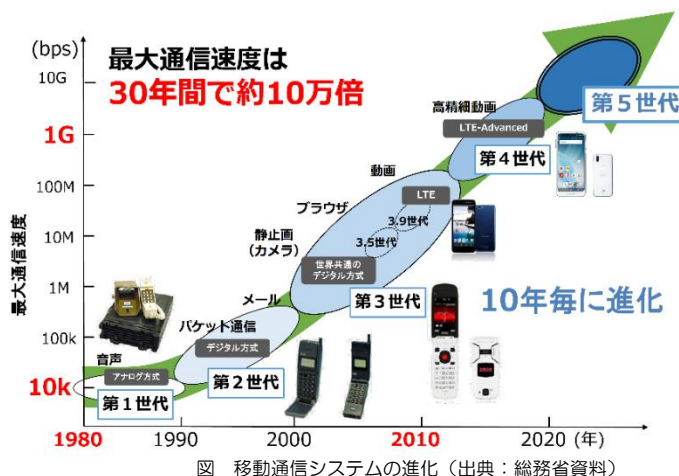 (bps)
最大通信速度は
30年間で約10万倍
10G
1G
100M
10M
1M
100k
10k
最大通信速度
高精細動画
LTE-Advanced
第5世代
第4世代
動画
LTE
ブラウザ
3.9世代
静止画
(カメラ)
3.5世代
世界共通の
デジタル方式
第3世代
10年毎に進化
メール
パケット通信
デジタル方式
第2世代
音声
アナログ方式
第1世代
1980
1990
2000
2010
2020
(年)
図 移動通信システムの進化(出典:総務省資料)